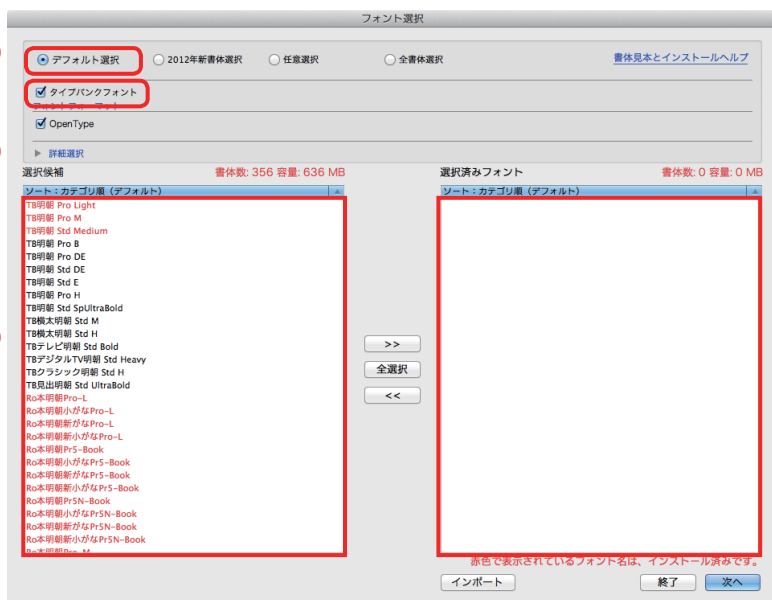 フォント選択
デフォルト選択 2012年新書体選択 任意選択 全書体選択 書体見本とインストールヘルプ
タイプバンクフォント
フォントフォーマット
OpenType
詳細選択
選択候補 書体数: 356 容量: 636 MB 選択済みフォント 書体数: 0 容量: 0 MB
ソート：カテゴリ順（デフォルト） ソート：カテゴリ順（デフォルト）
TB明朝 Pro Light
TB明朝 Pro M
TB明朝 Std Medium
TB明朝 Pro B
TB明朝 Pro DE
TB明朝 Std DE
TB明朝 Std E
TB明朝 Pro H
TB明朝 Std SpUltraBold
TB横太明朝 Std M
TB横太明朝 Std H
TBテレビ明朝 Std Bold
TBデジタルTV明朝 Std Heavy
TBクラシック明朝 Std H
TB見出明朝 Std UltraBold
Ro本明朝Pro-L
Ro本明朝小がなPro-L
Ro本明朝新がなPro-L
Ro本明朝新小がなPro-L
Ro本明朝Pr5-Book
Ro本明朝小がなPr5-Book
Ro本明朝新がなPr5-Book
Ro本明朝新小がなPr5-Book
Ro本明朝Pr5N-Book
Ro本明朝小がなPr5N-Book
Ro本明朝新がなPr5N-Book
Ro本明朝新小がなPr5N-Book
Ro本明朝Pro-M
>>
全選択
<<
赤色で表示されているフォント名は、インストール済みです。
インポート 終了 次へ